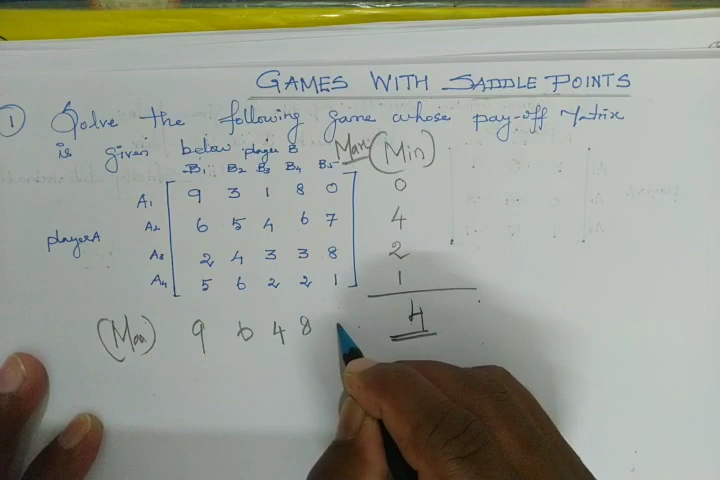 GAMES WITH SADDLE POINTS
1 Solve the following game whose pay-off Matrix
is given below player B Max (Min)
B1 B2 B3 B4 B5
A1 9 3 1 8 0 0
playerA A2 6 5 4 6 7 4
A3 2 4 3 3 8 2
A4 5 6 2 2 1 1
(Max) 9 6 4 8 4